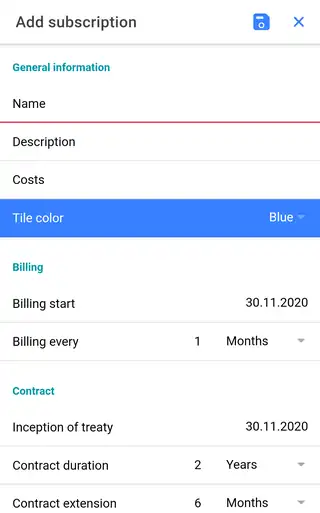 Add subscription
General information
Name
Description
Costs
Tile color Blue
Billing
Billing start 30.11.2020
Billing every 1 Months
Contract
Inception of treaty 30.11.2020
Contract duration 2 Years
Contract extension 6 Months